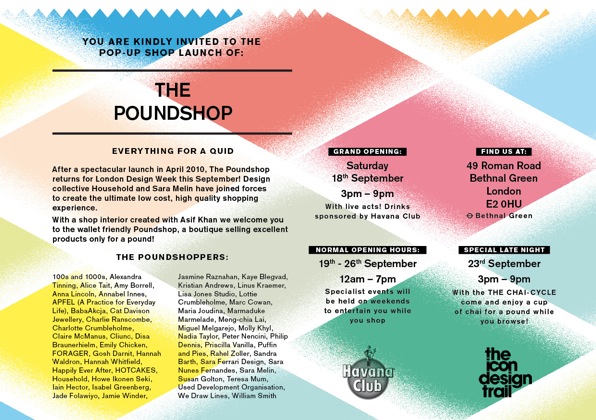 YOU ARE KINDLY INVITED TO THE
POP-UP SHOP LAUNCH OF:
THE
POUNDSHOP
EVERYTHING FOR A QUID
After a spectacular launch in April 2010, The Poundshop
returns for London Design Week this September! Design
collective Household and Sara Melin have joined forces
to create the ultimate low cost, high quality shopping
experience.
With a shop interior created with Asif Khan we welcome you
to the wallet friendly Poundshop, a boutique selling excellent
products only for a pound!
THE POUNDSHOPPERS:
100s and 1000s, Alexandra
Tinning, Alice Tait, Amy Borrell,
Anna Lincoln, Annabel Innes,
APFEL (A Practice for Everyday
Life), BabaAkcja, Cat Davison
Jewellery, Charlie Ranscombe,
Charlotte Crumbleholme,
Claire McManus, Cliunc, Disa
Braunerhielm, Emily Chicken,
FORAGER, Gosh Darnit, Hannah
Waldron, Hannah Whitfield,
Happily Ever After, HOTCAKES,
Household, Howe Ikonen Seki,
Iain Hector, Isabel Greenberg,
Jade Folawiyo, Jamie Winder,
Jasmine Raznahan, Kaye Blegvad,
Kristian Andrews, Linus Kraemer,
Lisa Jones Studio, Lottie
Crumbleholme, Marc Cowan,
Maria Joudina, Marmaduke
Marmelade, Meng-chia Lai,
Miguel Melgarejo, Molly Khyl,
Nadia Taylor, Peter Nencini, Philip
Dennis, Priscilla Vanilla, Puffin
and Pies, Rahel Zoller, Sandra
Barth, Sara Ferrari Design, Sara
Nunes Fernandes, Sara Melin,
Susan Golton, Teresa Mum,
Used Development Organisation,
We Draw Lines, William Smith
GRAND OPENING:
Saturday
18th September
3pm – 9pm
With live acts! Drinks
sponsored by Havana Club
FIND US AT:
49 Roman Road
Bethnal Green
London
E2 0HU
Bethnal Green
NORMAL OPENING HOURS:
19th - 26th September
12am – 7pm
Specialist events will
be held on weekends
to entertain you while
you shop
SPECIAL LATE NIGHT
23rd September
3pm – 9pm
With the THE CHAI-CYCLE
come and enjoy a cup
of chai for a pound while
you browse!
Havana
Club
the
icon
design
trail